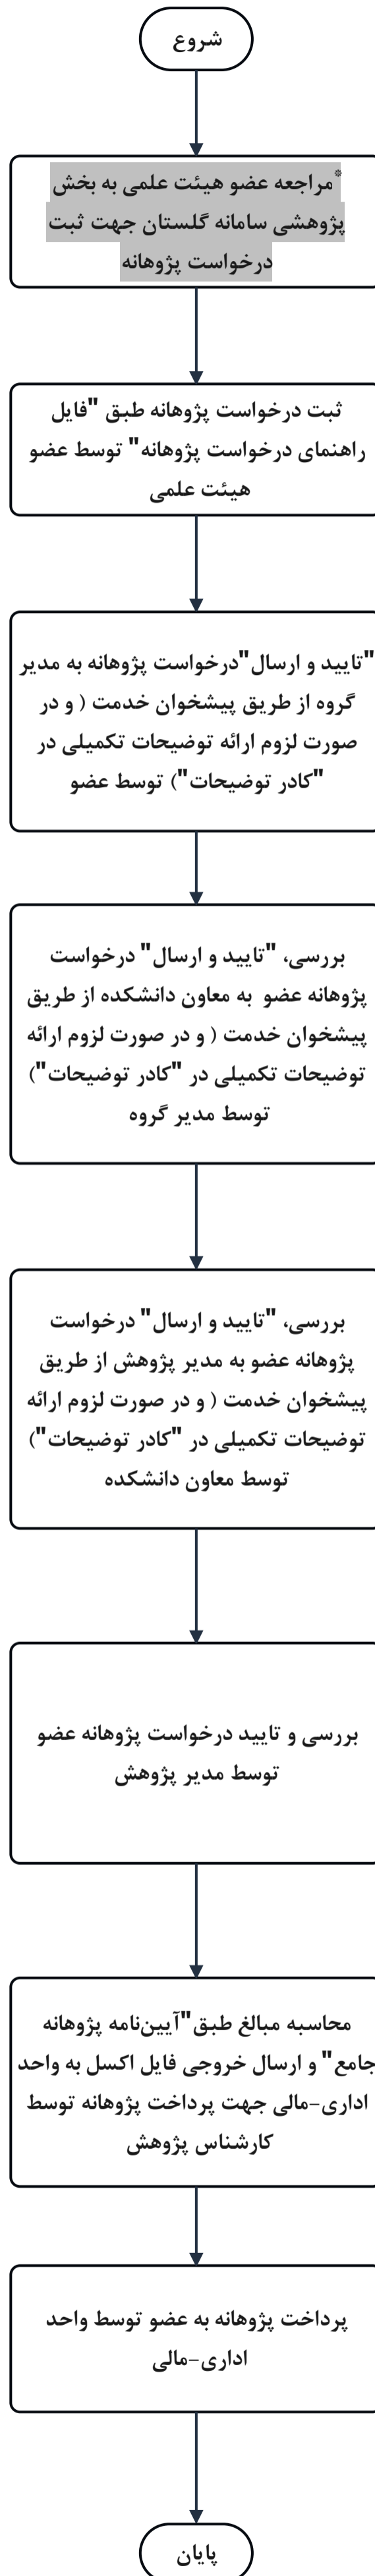 شروع
*مراجعه عضو هیئت علمی به بخش
پژوهشی سامانه گلستان جهت ثبت
درخواست پژوهانه
ثبت درخواست پژوهانه طبق "فایل
راهنمای درخواست پژوهانه" توسط عضو
هیئت علمی
"تایید و ارسال"درخواست پژوهانه به مدیر
گروه از طریق پیشخوان خدمت ( و در
صورت لزوم ارائه توضیحات تکمیلی در
"کادر توضیحات") توسط عضو
بررسی، "تایید و ارسال" درخواست
پژوهانه عضو به معاون دانشکده از طریق
پیشخوان خدمت ( و در صورت لزوم ارائه
توضیحات تکمیلی در "کادر توضیحات")
توسط مدیر گروه
بررسی، "تایید و ارسال" درخواست
پژوهانه عضو به مدیر پژوهش از طریق
پیشخوان خدمت ( و در صورت لزوم ارائه
توضیحات تکمیلی در "کادر توضیحات")
توسط معاون دانشکده
بررسی و تایید درخواست پژوهانه عضو
توسط مدیر پژوهش
محاسبه مبالغ طبق"آیین‌نامه پژوهانه
جامع" و ارسال خروجی فایل اکسل به واحد
اداری-مالی جهت پرداخت پژوهانه توسط
کارشناس پژوهش
پرداخت پژوهانه به عضو توسط واحد
اداری-مالی
پایان